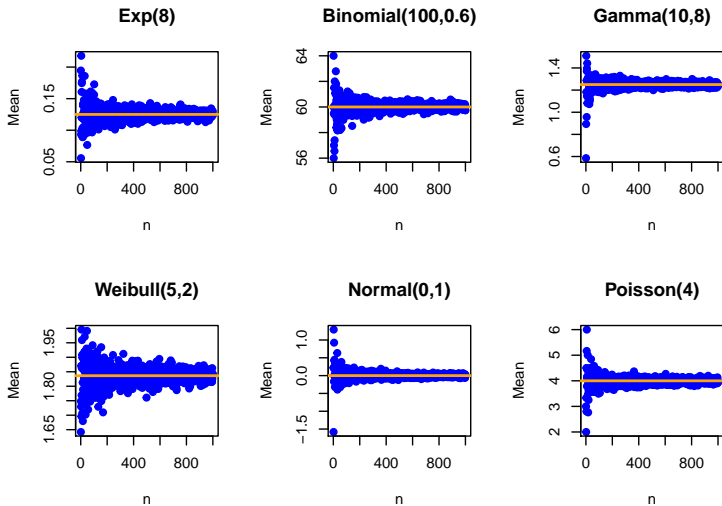 Exp(8)
Mean
0.15
0.05
0
400
800
n
Binomial(100,0.6)
Mean
64
60
56
0
400
800
n
Gamma(10,8)
Mean
1.4
1.0
0.6
0
400
800
n
Weibull(5,2)
Mean
1.95
1.80
1.65
0
400
800
n
Normal(0,1)
Mean
1.0
0.0
−1.5
0
400
800
n
Poisson(4)
Mean
6
5
4
3
2
0
400
800
n